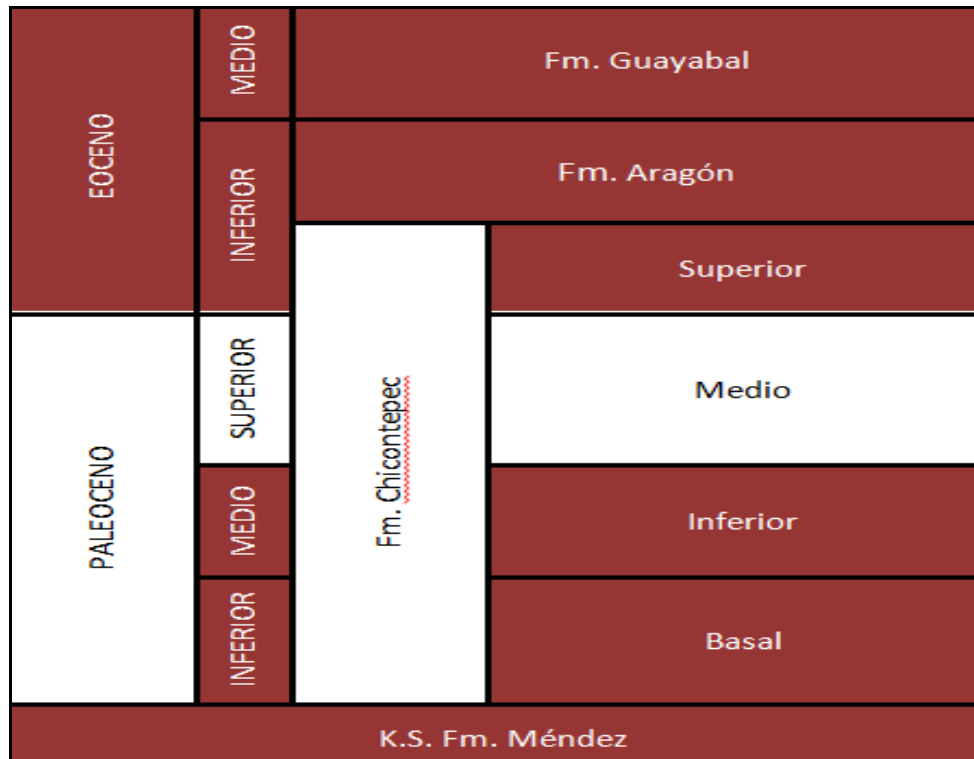 EOCENO
MEDIO
Fm. Guayabal
INFERIOR
Fm. Aragón
Fm. Chicontepec
Superior
PALEOCENO
SUPERIOR
Medio
MEDIO
Inferior
INFERIOR
Basal
K.S. Fm. Méndez